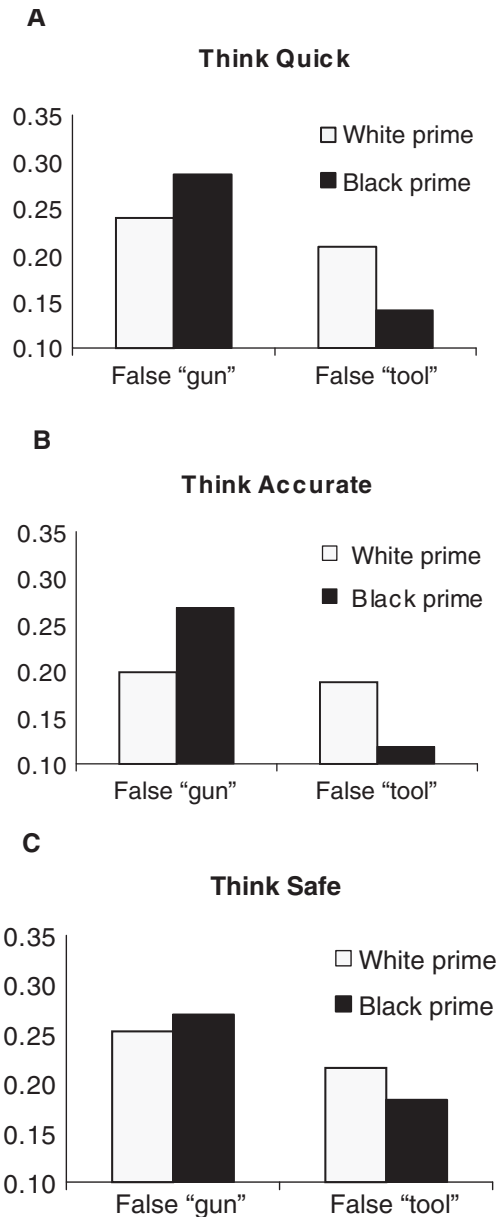 A
Think Quick
0.35
0.30
0.25
0.20
0.15
0.10
White prime
Black prime
False “gun” False “tool”
B
Think Accurate
0.35
0.30
0.25
0.20
0.15
0.10
White prime
Black prime
False “gun” False “tool”
C
Think Safe
0.35
0.30
0.25
0.20
0.15
0.10
White prime
Black prime
False “gun” False “tool”